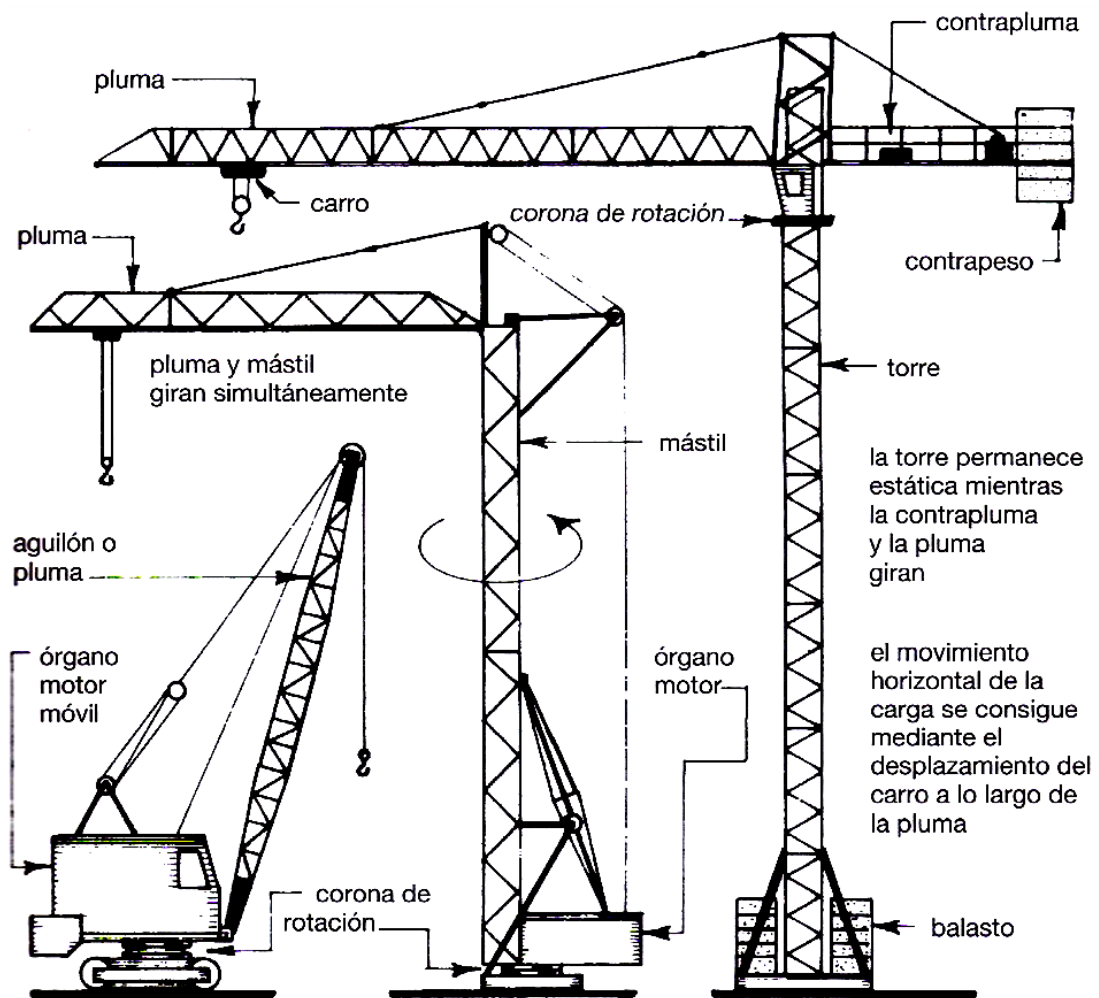 contrapluma
pluma
carro
corona de rotación
pluma
contrapeso
pluma y mástil
giran simultáneamente
torre
mástil
la torre permanece
estática mientras
la contrapluma
y la pluma
giran
aguilón o
pluma
órgano
motor
móvil
órgano
motor
el movimiento
horizontal de la
carga se consigue
mediante el
desplazamiento del
carro a lo largo de
la pluma
corona de
rotación
balasto